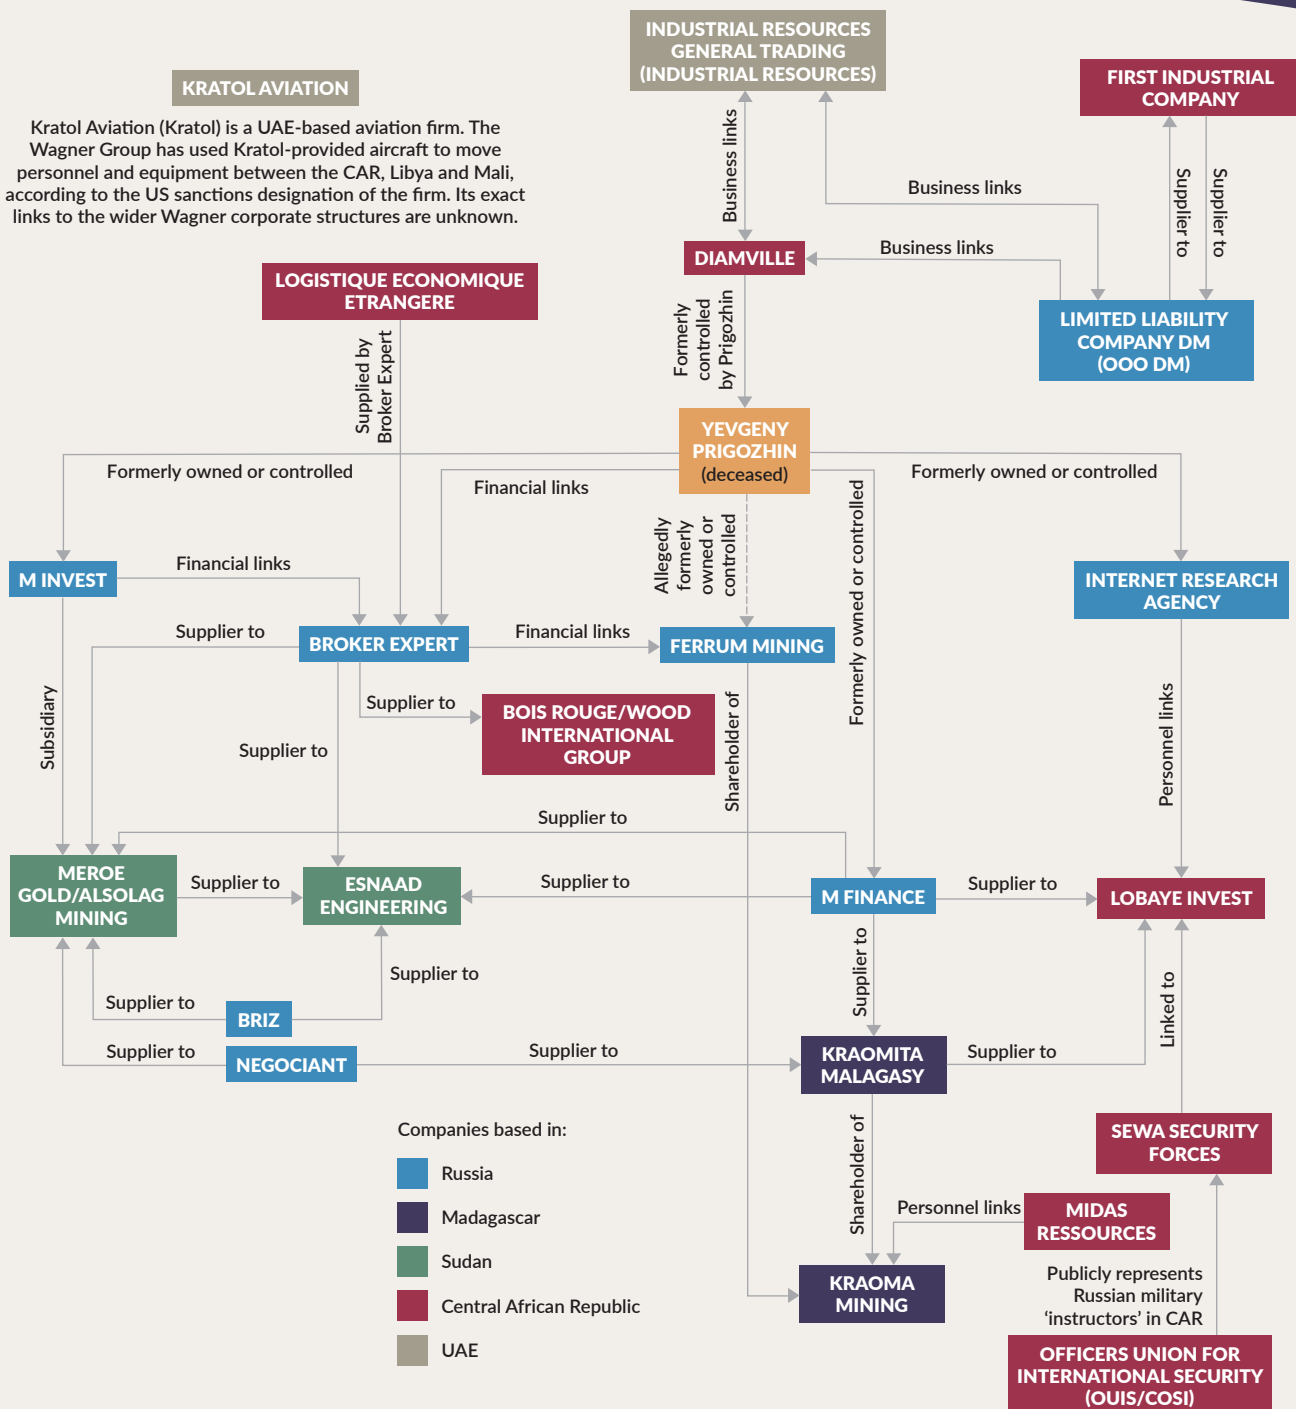 INDUSTRIAL RESOURCES
GENERAL TRADING
(INDUSTRIAL RESOURCES)
KRATOL AVIATION
FIRST INDUSTRIAL
COMPANY
Kratol Aviation (Kratol) is a UAE-based aviation firm. The
Wagner Group has used Kratol-provided aircraft to move
personnel and equipment between the CAR, Libya and Mali,
according to the US sanctions designation of the firm. Its exact
links to the wider Wagner corporate structures are unknown.
Business links
Business links
Supplier to
Supplier to
Business links
DIAMVILLE
LOGISTIQUE ECONOMIQUE
ETRANGERE
Formerly
controlled
by Prigozhin
LIMITED LIABILITY
COMPANY DM
(OOO DM)
Supplied by
Broker Expert
YEVGENY
PRIGOZHIN
(deceased)
Formerly owned or controlled
Financial links
Formerly owned or controlled
Allegedly
formerly
owned or
controlled
Formerly owned or controlled
M INVEST
Financial links
INTERNET RESEARCH
AGENCY
Supplier to
BROKER EXPERT
Financial links
FERRUM MINING
Subsidiary
Supplier to
BOIS ROUGE/WOOD
INTERNATIONAL
GROUP
Shareholder of
Personnel links
Supplier to
Supplier to
MEROE
GOLD/ALSOLAG
MINING
Supplier to
ESNAAD
ENGINEERING
Supplier to
M FINANCE
Supplier to
LOBAYE INVEST
Supplier to
Supplier to
Supplier to
BRIZ
Linked to
Supplier to
NEGOCIANT
Supplier to
KRAOMITA
MALAGASY
Supplier to
Companies based in:
Russia
Madagascar
Sudan
Central African Republic
UAE
Shareholder of
SEWA SECURITY
FORCES
Personnel links
MIDAS
RESSOURCES
KRAOMA
MINING
Publicly represents
Russian military
‘instructors’ in CAR
OFFICERS UNION FOR
INTERNATIONAL SECURITY
(OUIS/COSI)